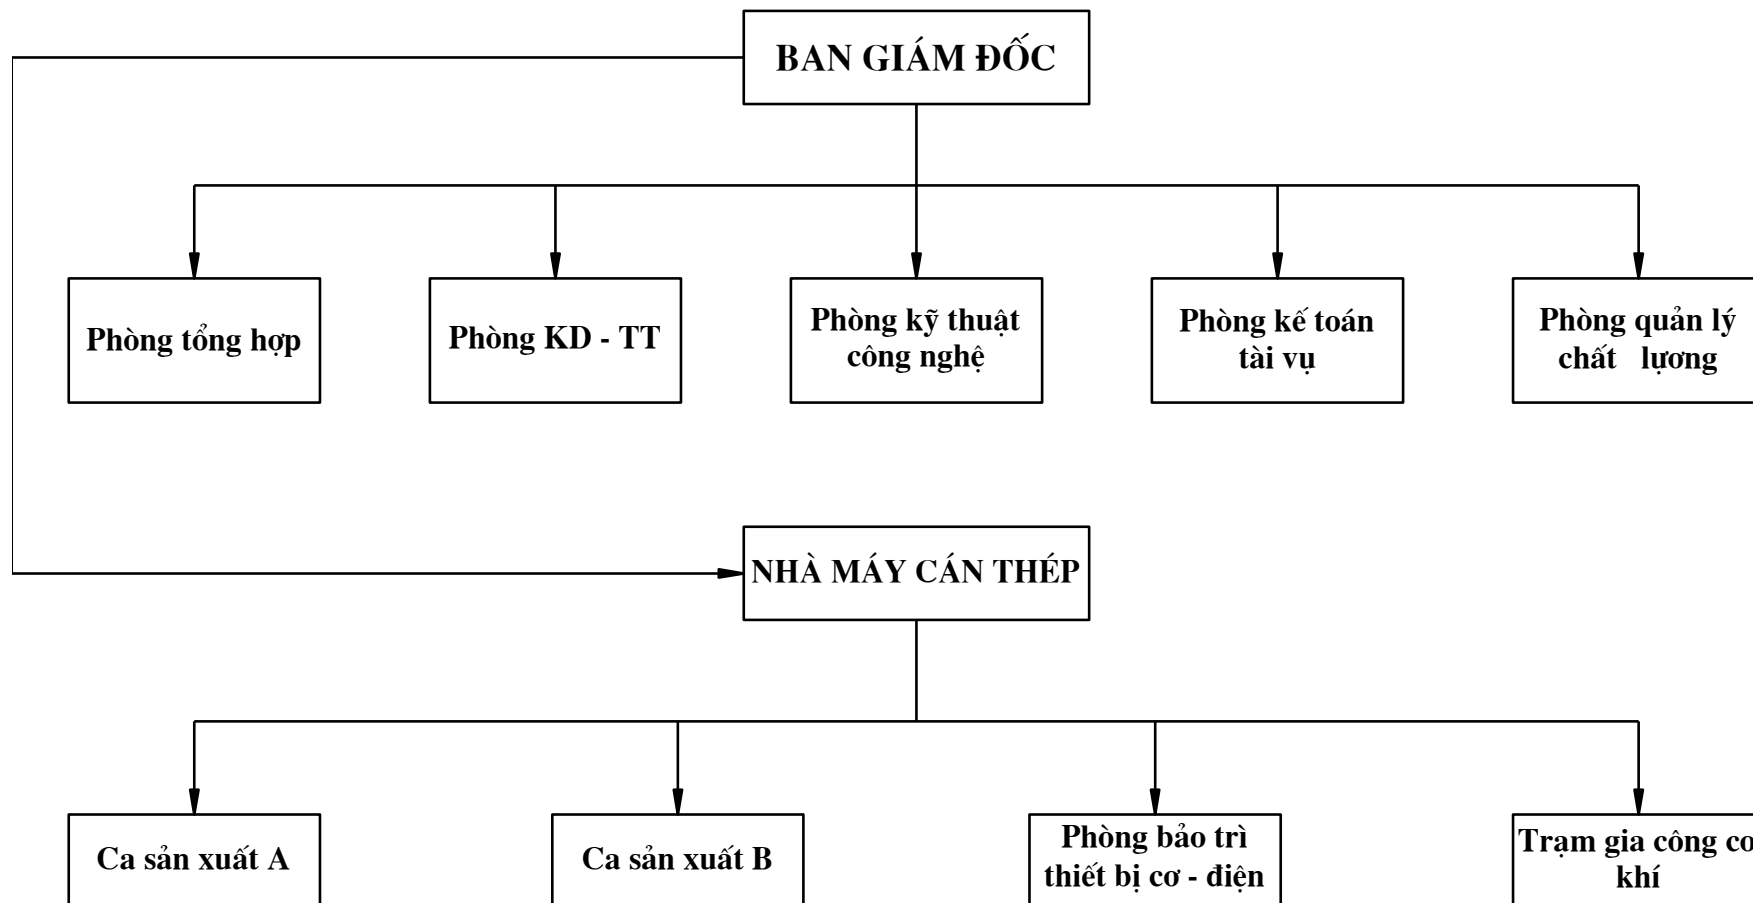 BAN GIÁM ĐỐC
Phòng tổng hợp
Phòng KD - TT
Phòng kỹ thuật
công nghệ
Phòng kế toán
tài vụ
Phòng quản lý
chất lựơng
NHÀ MÁY CÁN THÉP
Ca sản xuất A
Ca sản xuất B
Phòng bảo trì
thiết bị cơ - điện
Trạm gia công cơ
khí